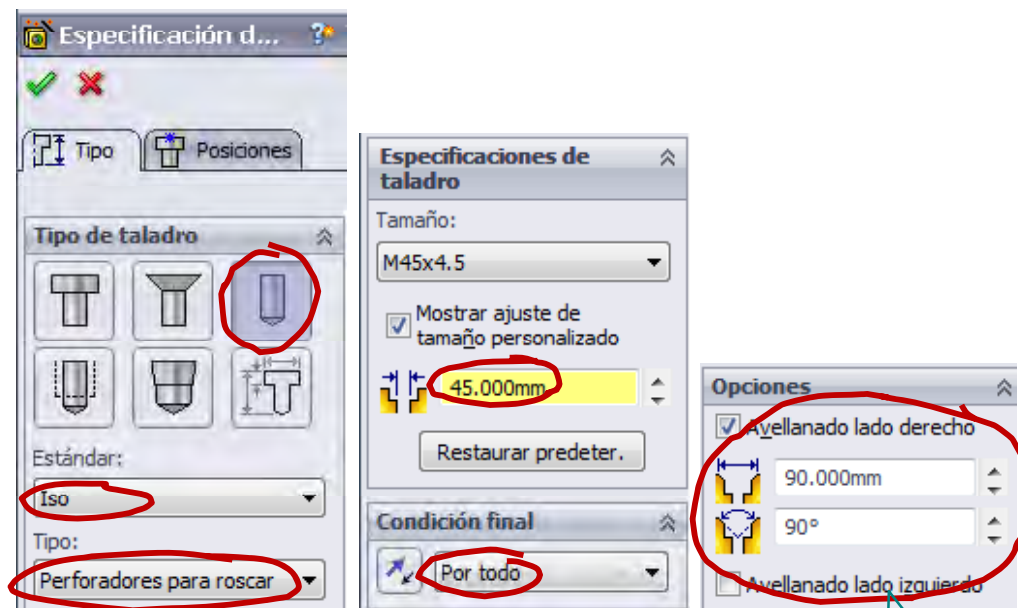 Especificación d...
Tipo
Posiciones
Tipo de taladro
Estándar:
Iso
Tipo:
Perforadores para roscar
Especificaciones de
taladro
Tamaño:
M45x4.5
Mostrar ajuste de
tamaño personalizado
45.000mm
Restaurar predeter.
Condición final
Por todo
Opciones
Avellanado lado derecho
90.000mm
90°
Avellanado lado izquierdo